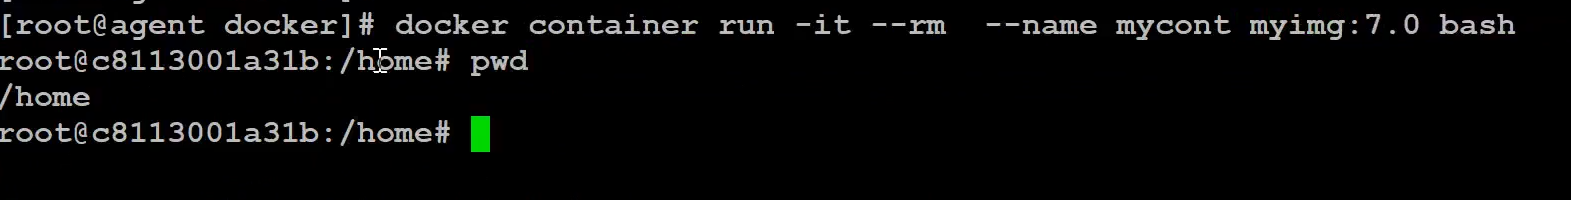 [root@agent docker]# docker container run -it --rm  --name mycont myimg:7.0 bash
root@c8113001a31b:/home# pwd
/home
root@c8113001a31b:/home#